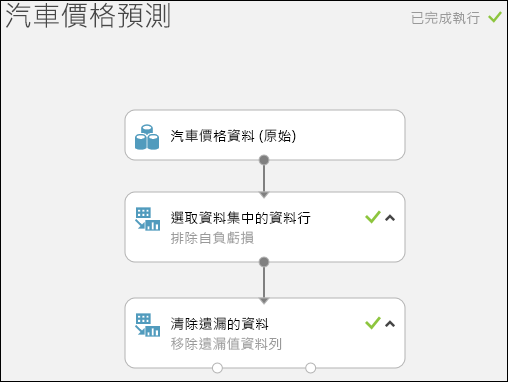 汽車價格預測
已完成執行
汽車價格資料 (原始)
選取資料集中的資料行
排除自負虧損
清除遺漏的資料
移除遺漏值資料列